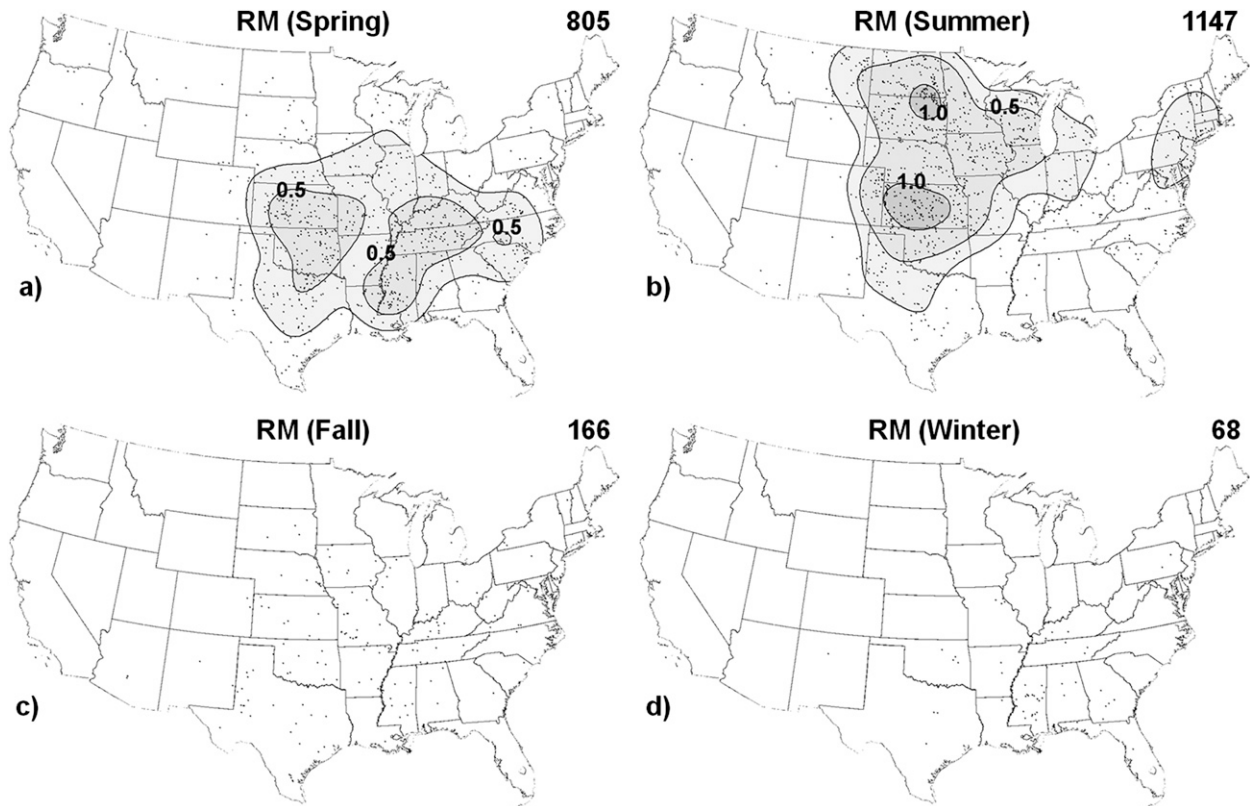 RM (Spring) 805
0.5
0.5
0.5
a)
RM (Summer) 1147
0.5
1.0
1.0
b)
RM (Fall) 166
c)
RM (Winter) 68
d)